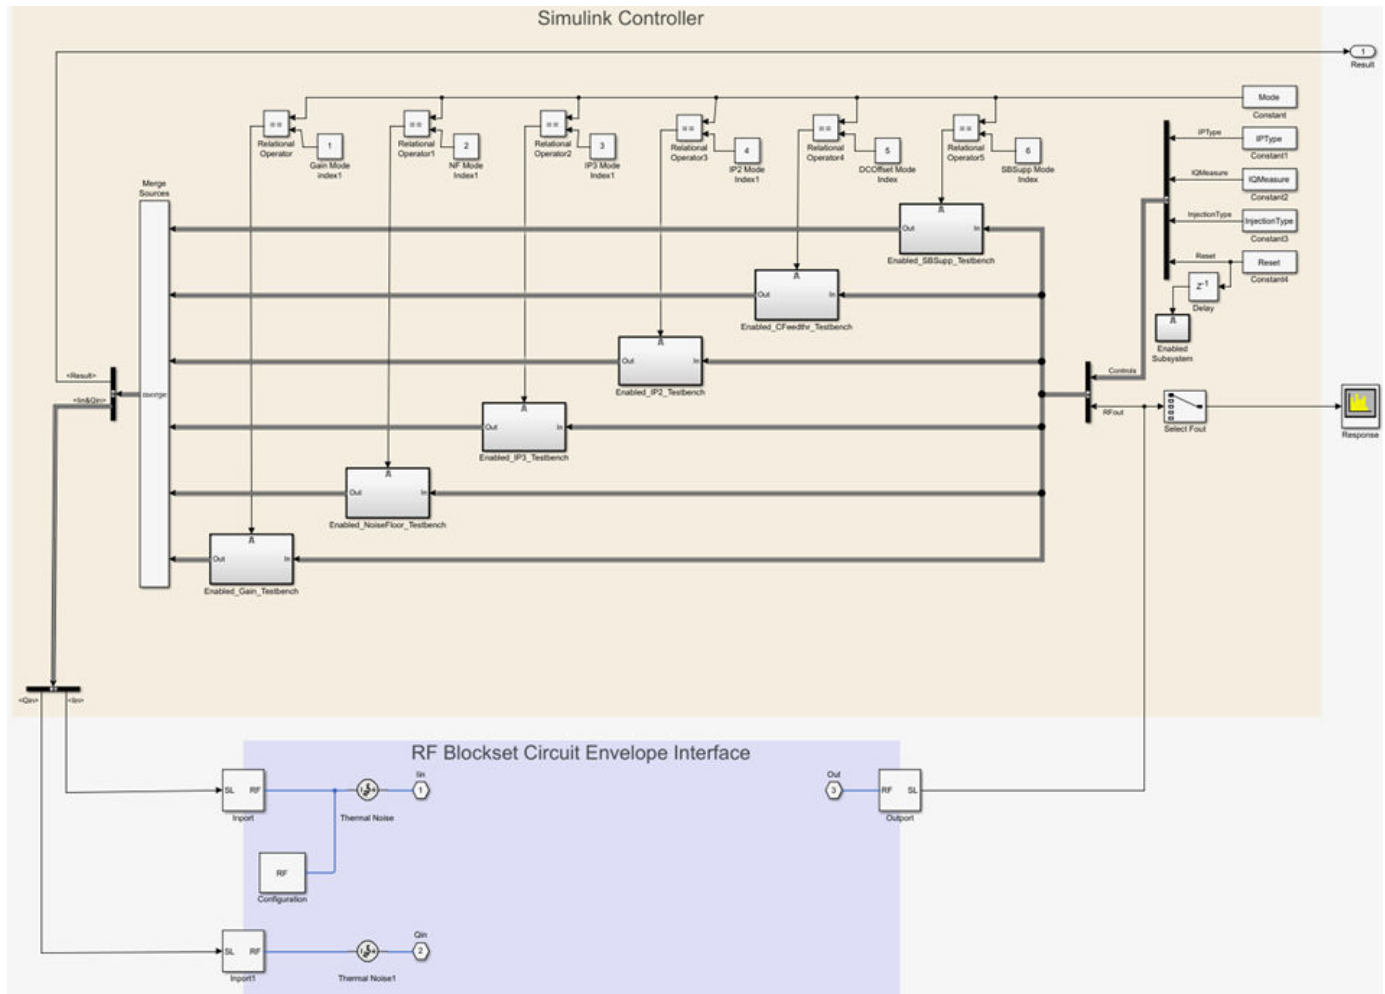 Simulink Controller
1
Result
Mode
Constant
==
Relational
Operator
1
Gain Mode
index1
==
Relational
Operator1
2
NF Mode
Index1
==
Relational
Operator2
3
IP3 Mode
Index1
==
Relational
Operator3
4
IP2 Mode
Index1
==
Relational
Operator4
5
DCOffset Mode
Index
==
Relational
Operator5
6
SBSupp Mode
Index
IPType
IPType
Constant1
IQMeasure
IQMeasure
Constant2
InjectionType
InjectionType
Constant3
Reset
Reset
Constant4
Z-1
Delay
Enabled
Subsystem
Merge
Sources
Out
In
Enabled_SBSupp_Testbench
Out
In
Enabled_CFeedthr_Testbench
Out
In
Enabled_IP2_Testbench
Controls
RFout
Select Fout
Response
<Result>
<Iin&Qin>
merge
Out
In
Enabled_IP3_Testbench
Out
In
Enabled_NoiseFloor_Testbench
Out
In
Enabled_Gain_Testbench
<Qin>
<Iin>
RF Blockset Circuit Envelope Interface
SL
RF
Inport
Thermal Noise
Iin
1
Out
3
RF
SL
Outport
RF
Configuration
SL
RF
Inport1
Thermal Noise1
Qin
2